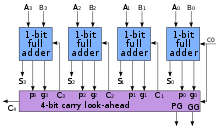 A3 B3 A2 B2 A1 B1 A0 B0
1-bit full adder 1-bit full adder 1-bit full adder 1-bit full adder
C0
S3 S2 S1 S0
p3 g3 C3 p2 g2 C2 p1 g1 C1 p0 g0
4-bit carry look-ahead PG GG
C4